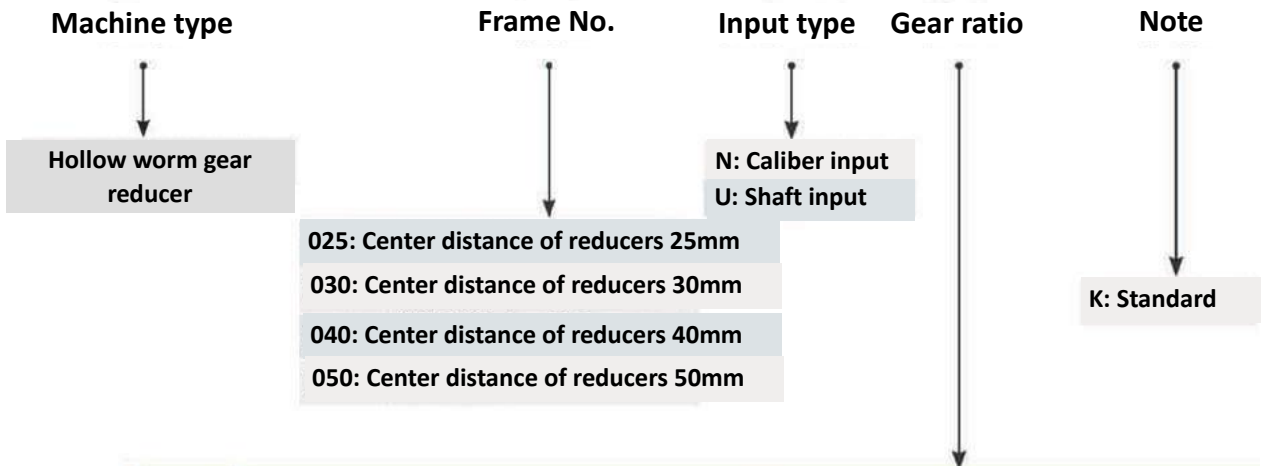 Machine type
Frame No.
Input type
Gear ratio
Note
Hollow worm gear
reducer
N: Caliber input
U: Shaft input
025: Center distance of reducers 25mm
030: Center distance of reducers 30mm
040: Center distance of reducers 40mm
050: Center distance of reducers 50mm
K: Standard